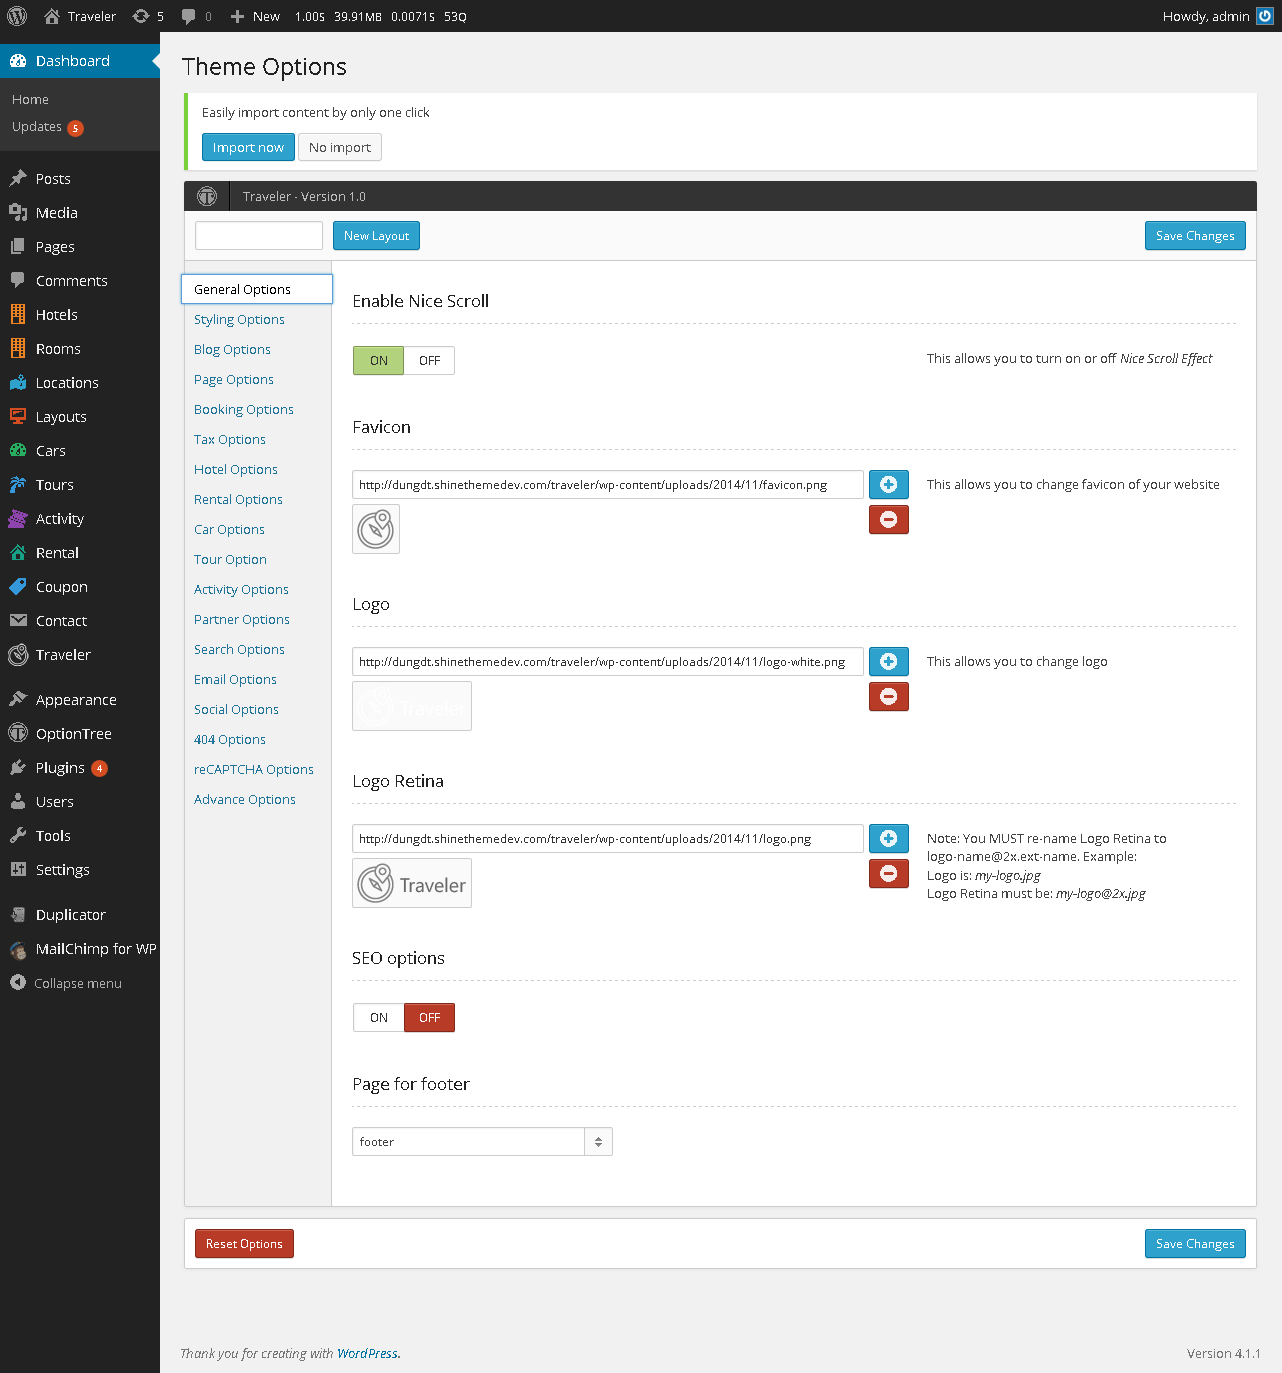 Traveler
5
0
New
1.00S 39.91MB 0.0071S 53Q
Howdy, admin
Dashboard
Home
Updates 5
Posts
Media
Pages
Comments
Hotels
Rooms
Locations
Layouts
Cars
Tours
Activity
Rental
Coupon
Contact
Traveler
Appearance
OptionTree
Plugins 4
Users
Tools
Settings
Duplicator
MailChimp for WP
Collapse menu
Theme Options
Easily import content by only one click
Import now
No import
Traveler - Version 1.0
New Layout
Save Changes
General Options
Styling Options
Blog Options
Page Options
Booking Options
Tax Options
Hotel Options
Rental Options
Car Options
Tour Option
Activity Options
Partner Options
Search Options
Email Options
Social Options
404 Options
reCAPTCHA Options
Advance Options
Enable Nice Scroll
ON OFF
This allows you to turn on or off Nice Scroll Effect
Favicon
http://dungdt.shinethemedev.com/traveler/wp-content/uploads/2014/11/favicon.png
This allows you to change favicon of your website
Logo
http://dungdt.shinethemedev.com/traveler/wp-content/uploads/2014/11/logo-white.png
This allows you to change logo
Traveler
Logo Retina
http://dungdt.shinethemedev.com/traveler/wp-content/uploads/2014/11/logo.png
Traveler
Note: You MUST re-name Logo Retina to
logo-name@2x.ext-name. Example:
Logo is: my-logo.jpg
Logo Retina must be: my-logo@2x.jpg
SEO options
ON OFF
Page for footer
footer
Reset Options
Save Changes
Thank you for creating with WordPress.
Version 4.1.1